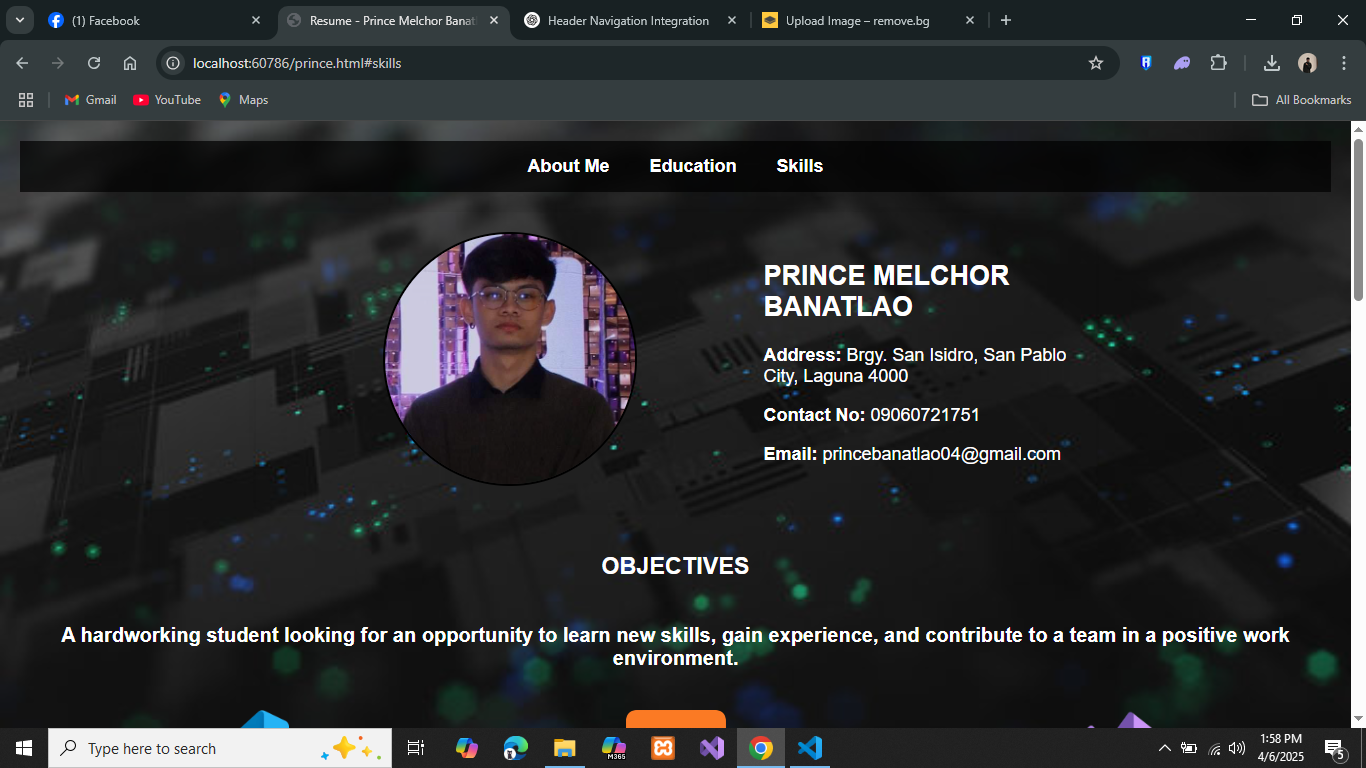 (1) Facebook
Resume - Prince Melchor Banatl
Header Navigation Integration
Upload Image – remove.bg
localhost:60786/prince.html#skills
Gmail
YouTube
Maps
All Bookmarks
About Me
Education
Skills
PRINCE MELCHOR
BANATLAO
Address: Brgy. San Isidro, San Pablo
City, Laguna 4000
Contact No: 09060721751
Email: princebanatlao04@gmail.com
OBJECTIVES
A hardworking student looking for an opportunity to learn new skills, gain experience, and contribute to a team in a positive work
environment.
Type here to search
M365
1:58 PM
4/6/2025
5